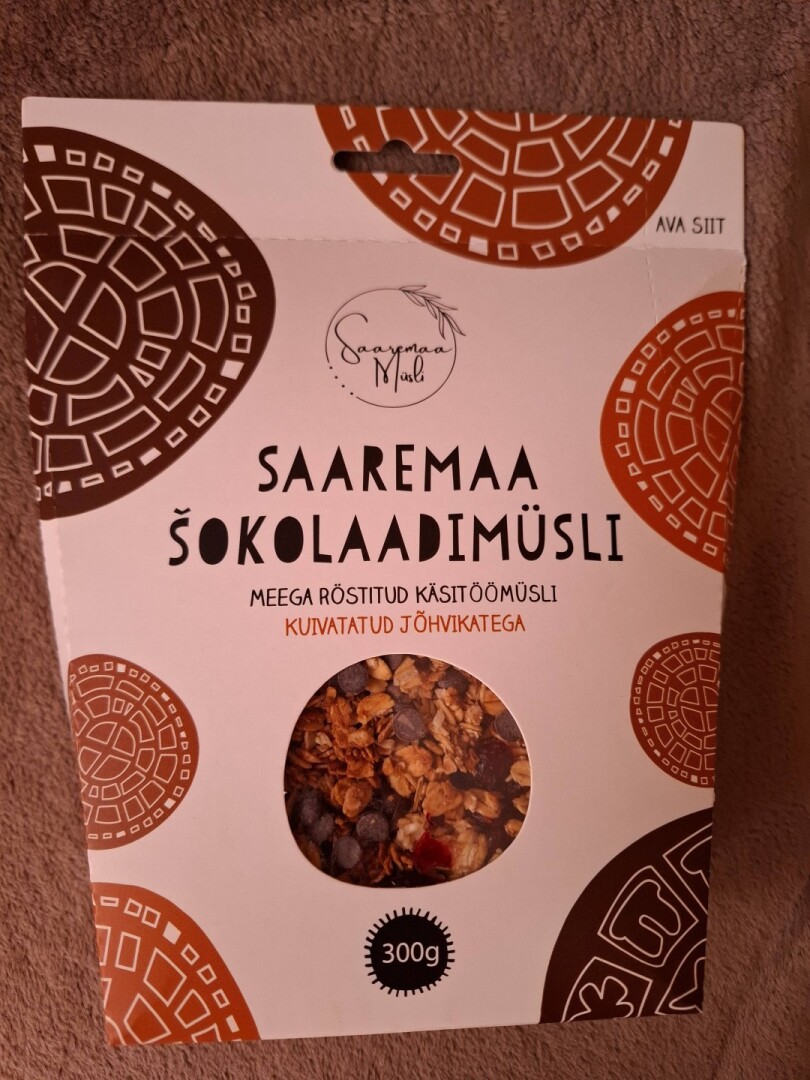 AVA SIIT
Saaremaa
Müsli
SAAREMAA
ŠOKOLAADIMÜSLI
MEEGA RÖSTITUD KÄSITÖÖMÜSLI
KUIVATATUD JÕHVIKATEGA
300g